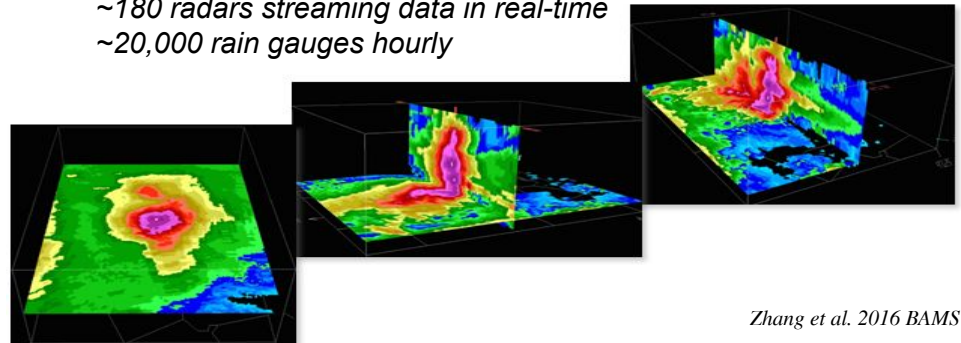 ~180 radars streaming data in real-time
~20,000 rain gauges hourly
Zhang et al. 2016 BAMS